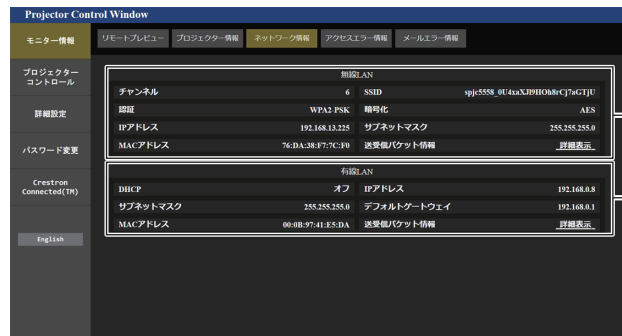 Projector Control Window
モニター情報
プロジェクター
コントロール
詳細設定
パスワード変更
Crestron
Connected(TM)
English
リモートプレビュー プロジェクター情報 ネットワーク情報 アクセスエラー情報 メールエラー情報
無線LAN
チャンネル 6 SSID
認証 WPA2-PSK 暗号化 AES
IPアドレス 192.168.13.225 サブネットマスク 255.255.255.0
MACアドレス 76:DA:38:F7:7C:F0 送受信パケット情報 詳細表示
有線LAN
DHCP オフ IPアドレス 192.168.0.8
サブネットマスク 255.255.255.0 デフォルトゲートウェイ 192.168.0.1
MACアドレス 00:0B:97:41:E5:DA 送受信パケット情報 詳細表示